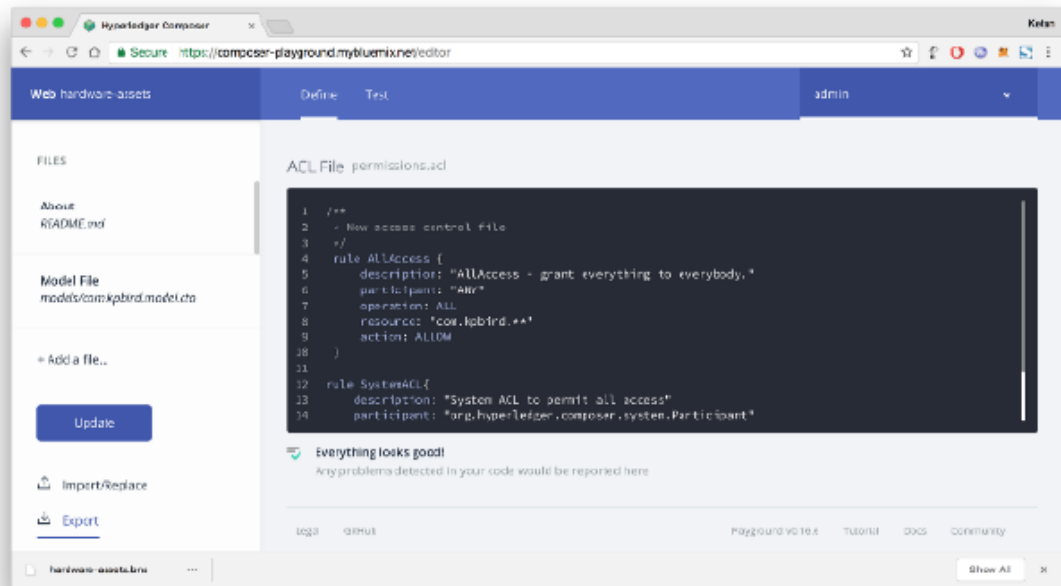 Hyperledger Composer
Ketan
Secure https://composer-playground.mybluemix.net/editor
Web hardware-assets
Define Test
admin
FILES
ACL File permissions.acl
About
README.md
Model File
models/com.kpbird.model.cto
+ Add a file...
Update
Import/Replace
Export
1 /**
2 - New access control file
3 */
4 rule AllAccess {
5 description: "AllAccess - grant everything to everybody."
6 participant: "ANY"
7 operation: ALL
8 resource: "com.kpbird.**"
9 action: ALLOW
10 }
11
12 rule SystemACL{
13 description: "System ACL to permit all access"
14 participant: "org.hyperledger.composer.system.Participant"
Everything looks good!
Any problems detected in your code would be reported here
Legal GitHub
Playground Tutorial Docs Community
hardware-assets.bna ...
Show All